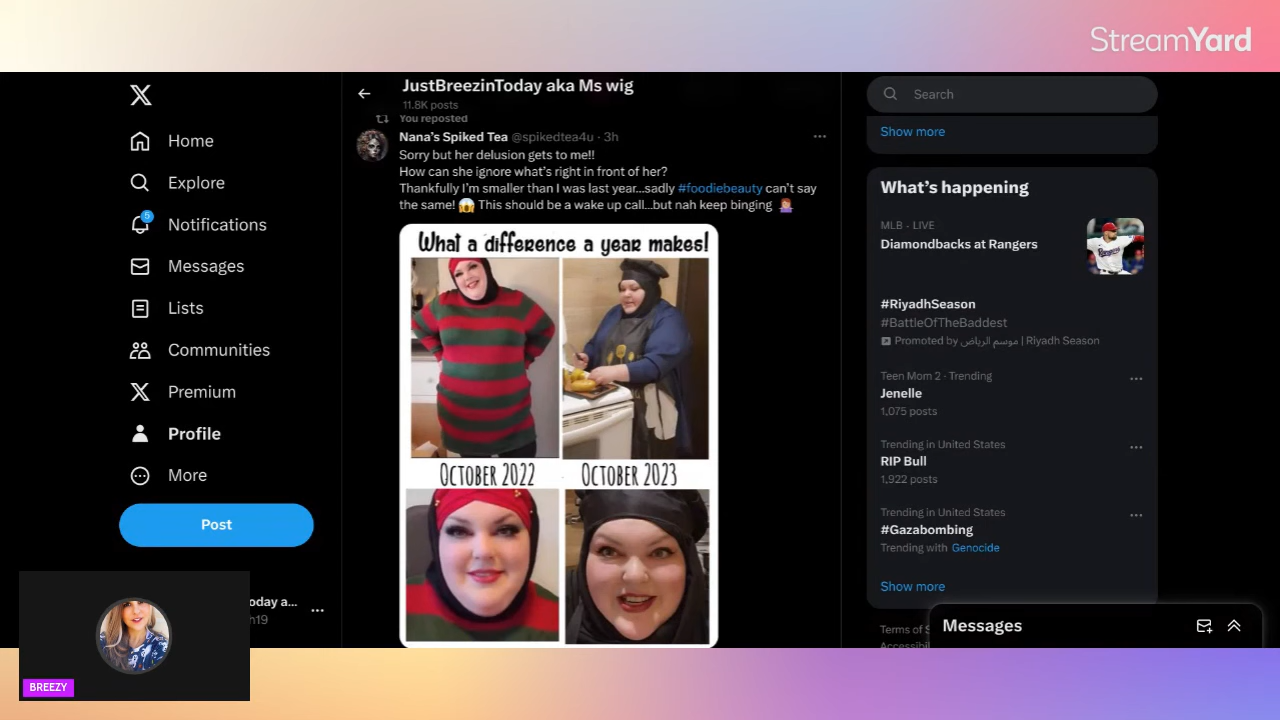 StreamYard
JustBreezinToday aka Ms wig
11.8K posts
Home
Explore
5
Notifications
Messages
Lists
Communities
Premium
Profile
More
Post
oday a...
h19
BREEZY
You reposted
Nana's Spiked Tea @spikedtea4u · 3h
Sorry but her delusion gets to me!!
How can she ignore what's right in front of her?
Thankfully I'm smaller than I was last year...sadly #foodiebeauty can't say
the same! 😱 This should be a wake up call...but nah keep binging 🤷🏼‍♀️
What a difference a year makes!
October 2022
October 2023
Search
Show more
What's happening
MLB · LIVE
Diamondbacks at Rangers
#RiyadhSeason
#BattleOfTheBaddest
Promoted by موسم الرياض | Riyadh Season
Teen Mom 2 · Trending
Jenelle
1,075 posts
Trending in United States
RIP Bull
1,922 posts
Trending in United States
#Gazabombing
Trending with Genocide
Show more
Terms of S
Messages